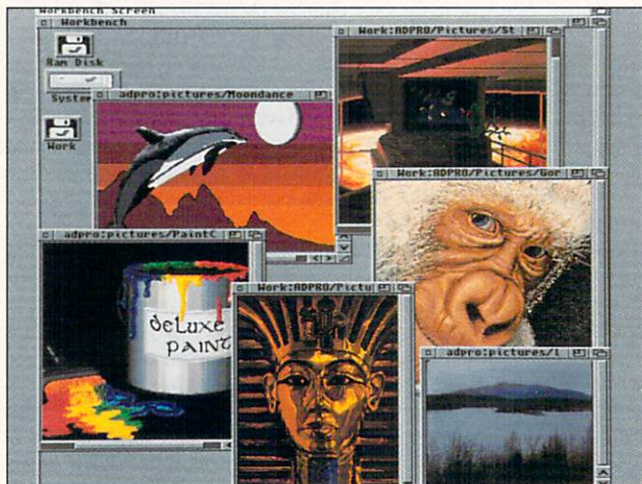 Workbench Screen
Workbench
Work:ADPRO/Pictures/St
Ram Disk
System
adpro:pictures/Moondance
Work
Work:ADPRO/Pictures/Gor
adpro:pictures/PaintC
Work:ADPRO/Pictu
deLuxe
PAINT
adpro:pictures/l